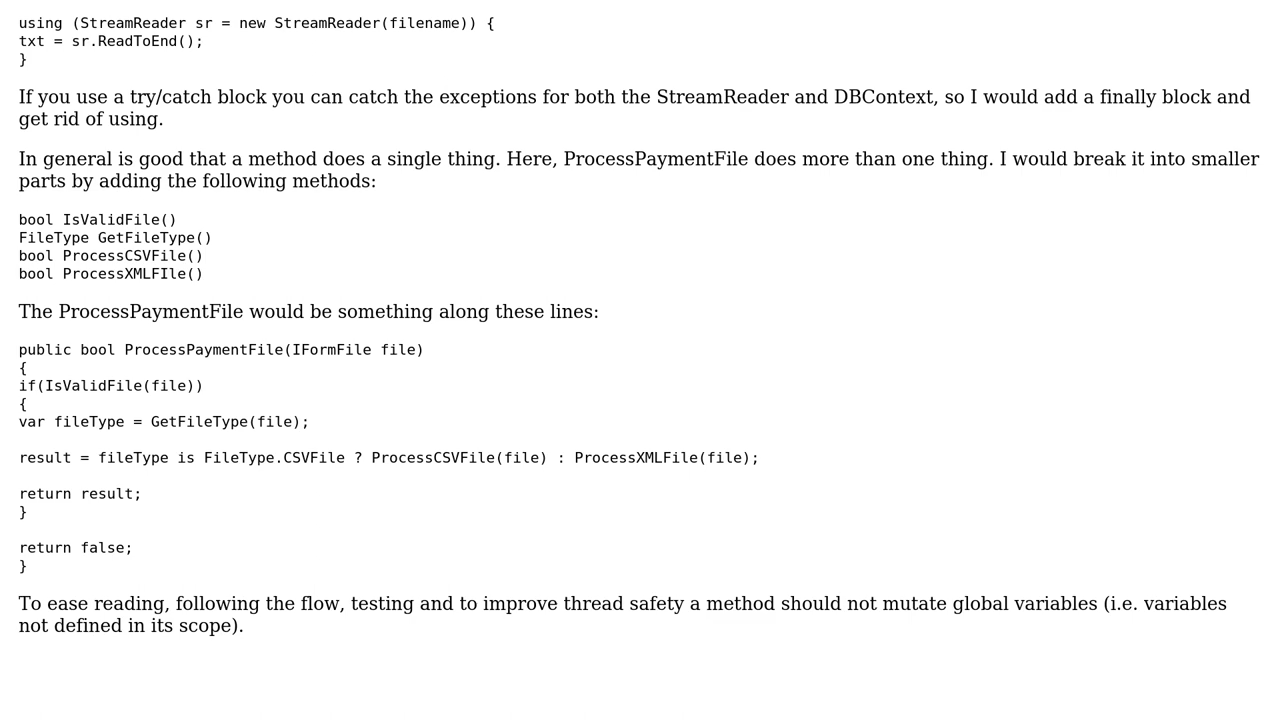 using (StreamReader sr = new StreamReader(filename)) {
txt = sr.ReadToEnd();
}
If you use a try/catch block you can catch the exceptions for both the StreamReader and DBContext, so I would add a finally block and
get rid of using.
In general is good that a method does a single thing. Here, ProcessPaymentFile does more than one thing. I would break it into smaller
parts by adding the following methods:
bool IsValidFile()
FileType GetFileType()
bool ProcessCSVFile()
bool ProcessXMLFIle()
The ProcessPaymentFile would be something along these lines:
public bool ProcessPaymentFile(IFormFile file)
{
if(IsValidFile(file))
{
var fileType = GetFileType(file);
result = fileType is FileType.CSVFile ? ProcessCSVFile(file) : ProcessXMLFile(file);
return result;
}
return false;
}
To ease reading, following the flow, testing and to improve thread safety a method should not mutate global variables (i.e. variables
not defined in its scope).